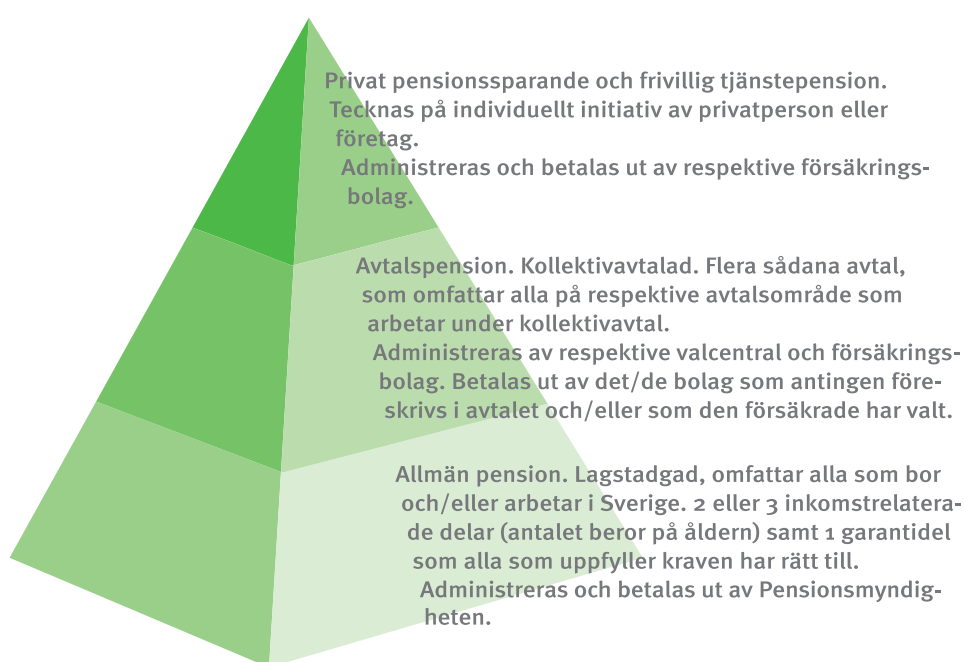 Privat pensionssparande och frivillig tjänstepension.
Tecknas på individuellt initiativ av privatperson eller
företag.
Administreras och betalas ut av respektive försäkrings-
bolag.
Avtalspension. Kollektivavtalad. Flera sådana avtal,
som omfattar alla på respektive avtalsområde som
arbetar under kollektivavtal.
Administreras av respektive valcentral och försäkrings-
bolag. Betalas ut av det/de bolag som antingen före-
skrivs i avtalet och/eller som den försäkrade har valt.
Allmän pension. Lagstadgad, omfattar alla som bor
och/eller arbetar i Sverige. 2 eller 3 inkomstrelatera-
de delar (antalet beror på åldern) samt 1 garantidel
som alla som uppfyller kraven har rätt till.
Administreras och betalas ut av Pensionsmyndig-
heten.